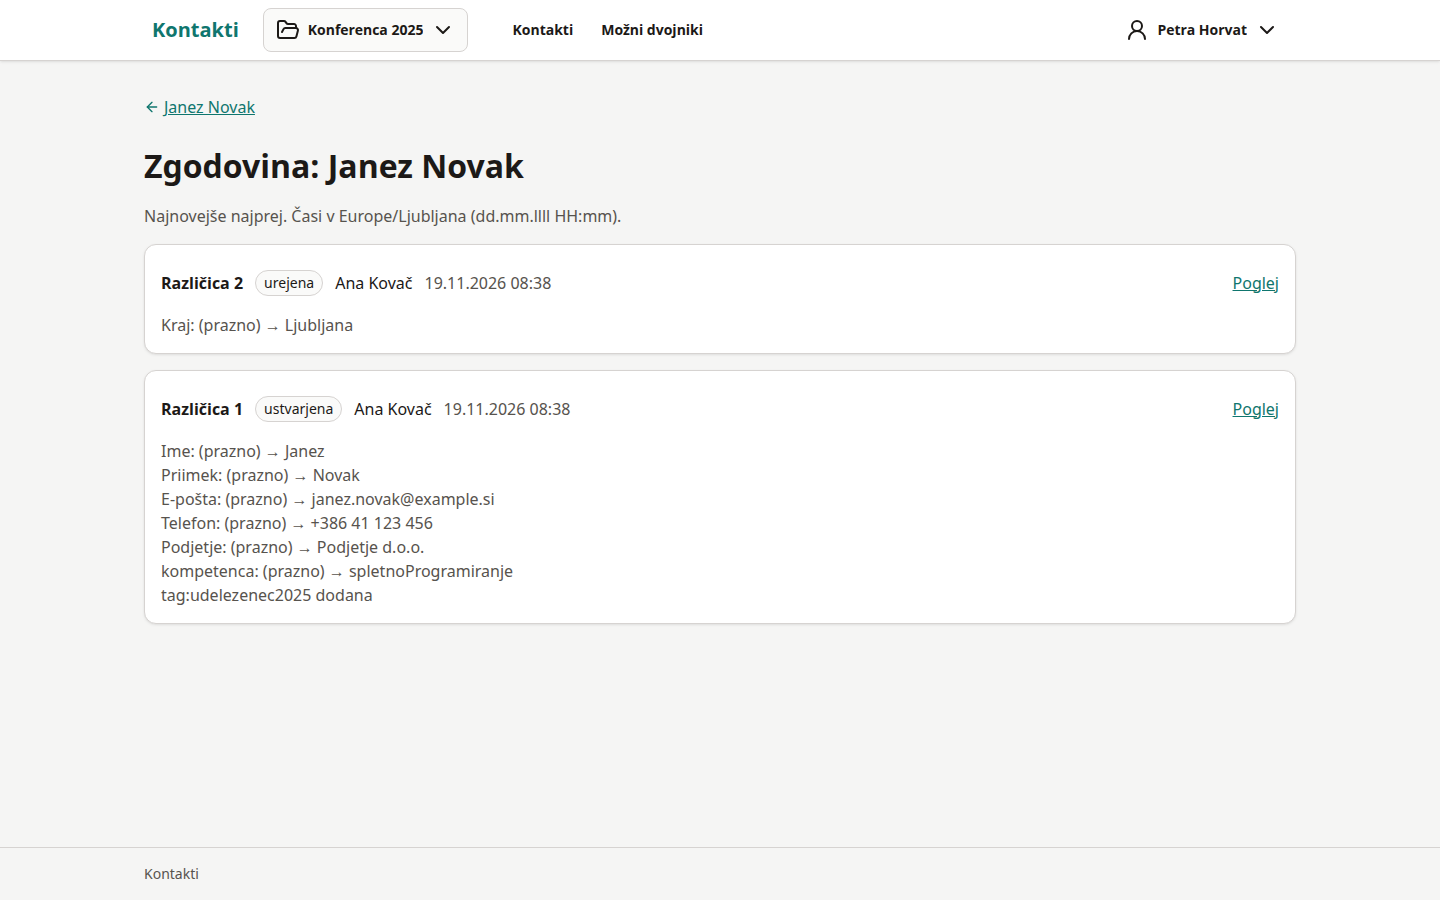 Kontakti
Konferenca 2025
Kontakti
Možni dvojniki
Petra Horvat
← Janez Novak
Zgodovina: Janez Novak
Najnovejše najprej. Časi v Europe/Ljubljana (dd.mm.llll HH:mm).
Različica 2 urejena Ana Kovač 19.11.2026 08:38 Poglej
Kraj: (prazno) → Ljubljana
Različica 1 ustvarjena Ana Kovač 19.11.2026 08:38 Poglej
Ime: (prazno) → Janez
Priimek: (prazno) → Novak
E-pošta: (prazno) → janez.novak@example.si
Telefon: (prazno) → +386 41 123 456
Podjetje: (prazno) → Podjetje d.o.o.
kompetenca: (prazno) → spletnoProgramiranje
tag:udelezenec2025 dodana
Kontakti